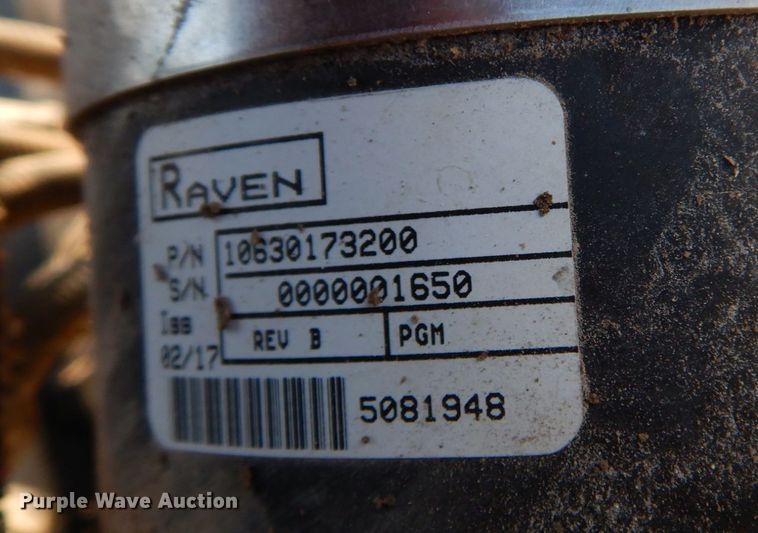 RAVEN
P/N 10630173200
S/N 0000001650
Iss REV B PGM
02/17
5081948
Purple Wave Auction